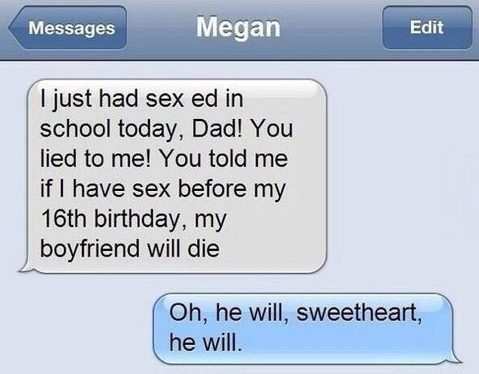 Messages Megan Edit
I just had sex ed in
school today, Dad! You
lied to me! You told me
if I have sex before my
16th birthday, my
boyfriend will die
Oh, he will, sweetheart,
he will.